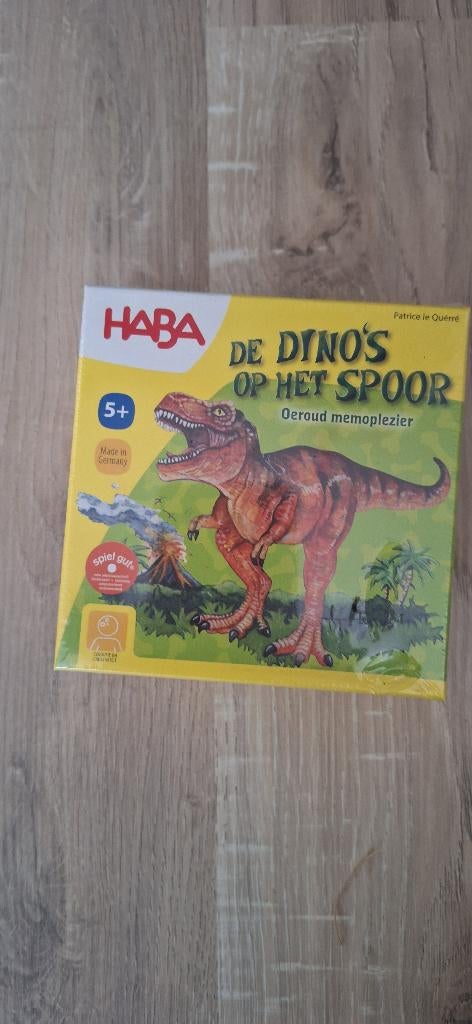 HABA
Patrice le Quérré
DE DINO'S
OP HET SPOOR
Oeroud memoplezier
5+
Made in
Germany
spiel gut®